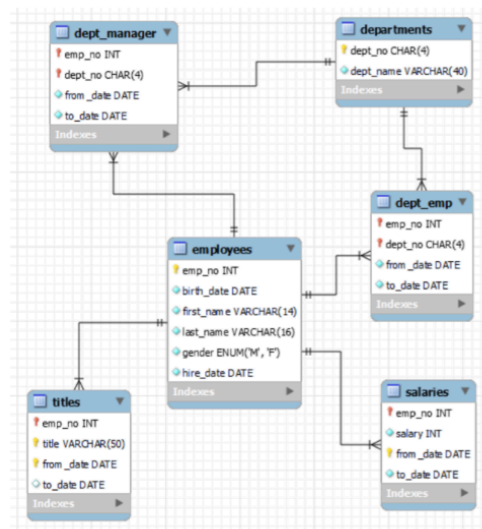 dept_manager
emp_no INT
dept_no CHAR(4)
from_date DATE
to_date DATE
Indexes
departments
dept_no CHAR(4)
dept_name VARCHAR(40)
Indexes
dept_emp
emp_no INT
dept_no CHAR(4)
from_date DATE
to_date DATE
Indexes
employees
emp_no INT
birth_date DATE
first_name VARCHAR(14)
last_name VARCHAR(16)
gender ENUM('M', 'F')
hire_date DATE
Indexes
titles
emp_no INT
title VARCHAR(50)
from_date DATE
to_date DATE
Indexes
salaries
emp_no INT
salary INT
from_date DATE
to_date DATE
Indexes